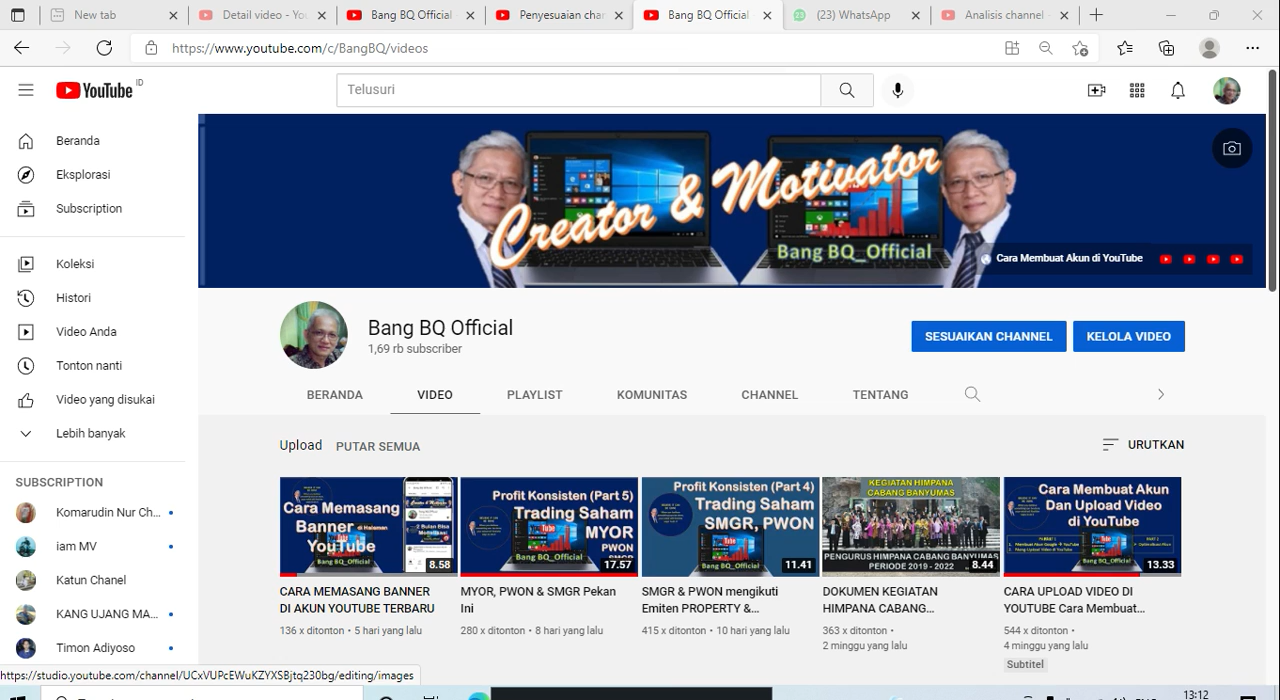 New tab
Detail video - You
Bang BQ Official -
Penyesuaian chan
Bang BQ Official
(23) WhatsApp
Analisis channel -
https://www.youtube.com/c/BangBQ/videos
YouTube ID
Telusuri
Beranda
Eksplorasi
Subscription
Koleksi
Histori
Video Anda
Tonton nanti
Video yang disukai
Lebih banyak
SUBSCRIPTION
Komarudin Nur Ch...
iam MV
Katun Chanel
KANG UJANG MA...
Timon Adiyoso
Creator & Motivator
Bang BQ_Official
Cara Membuat Akun di YouTube
Bang BQ Official
1,69 rb subscriber
SESUAIKAN CHANNEL
KELOLA VIDEO
BERANDA
VIDEO
PLAYLIST
KOMUNITAS
CHANNEL
TENTANG
Upload
PUTAR SEMUA
URUTKAN
Cara Memasang
Banner di Halaman
YouTube
Bang BQ_Official
8.58
CARA MEMASANG BANNER
DI AKUN YOUTUBE TERBARU
136 x ditonton • 5 hari yang lalu
Profit Konsisten (Part 5)
Trading Saham
MYOR
PWON
Bang BQ_Official
17.57
MYOR, PWON & SMGR Pekan
Ini
280 x ditonton • 8 hari yang lalu
Profit Konsisten (Part 4)
Trading Saham
SMGR, PWON
Bang BQ_Official
11.41
SMGR & PWON mengikuti
Emiten PROPERTY &...
415 x ditonton • 10 hari yang lalu
KEGIATAN HIMPANA
CABANG BANYUMAS
PENGURUS HIMPANA CABANG BANYUMAS
PERIODE 2019 - 2022
8.44
DOKUMEN KEGIATAN
HIMPANA CABANG...
363 x ditonton •
2 minggu yang lalu
Cara Membuat Akun
Dan Upload Video
di YouTube
Bang BQ_Official
13.33
CARA UPLOAD VIDEO DI
YOUTUBE Cara Membuat...
544 x ditonton •
4 minggu yang lalu
Subtitel
https://studio.youtube.com/channel/UCxVUPcEWuKZYXSBjtq230bg/editing/images
13:12